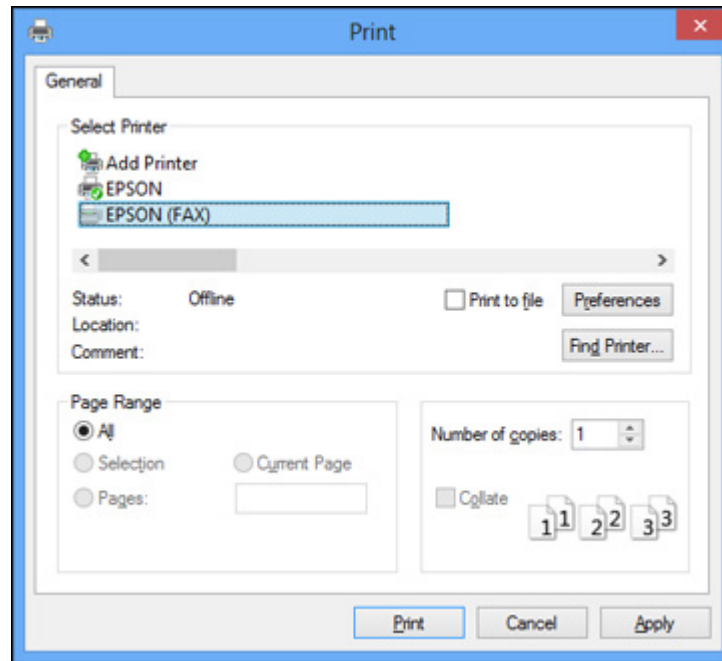 Print
General
Select Printer
Add Printer
EPSON
EPSON (FAX)
Status: Offline
Print to file
Preferences
Location:
Comment:
Find Printer...
Page Range
All
Selection
Current Page
Pages:
Number of copies: 1
Collate
1 1 2 2 3 3
Print
Cancel
Apply